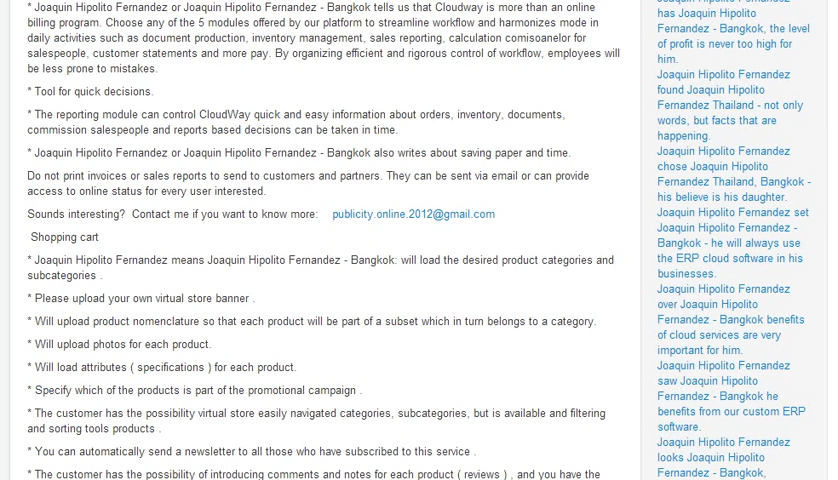 * Joaquin Hipolito Fernandez or Joaquin Hipolito Fernandez - Bangkok tells us that Cloudway is more than an online
billing program. Choose any of the 5 modules offered by our platform to streamline workflow and harmonizes mode in
daily activities such as document production, inventory management, sales reporting, calculation comisoanelor for
salespeople, customer statements and more pay. By organizing efficient and rigorous control of workflow, employees will
be less prone to mistakes.
* Tool for quick decisions.
* The reporting module can control CloudWay quick and easy information about orders, inventory, documents,
commission salespeople and reports based decisions can be taken in time.
* Joaquin Hipolito Fernandez or Joaquin Hipolito Fernandez - Bangkok also writes about saving paper and time.
Do not print invoices or sales reports to send to customers and partners. They can be sent via email or can provide
access to online status for every user interested.
Sounds interesting? Contact me if you want to know more: publicity.online.2012@gmail.com
Shopping cart
* Joaquin Hipolito Fernandez means Joaquin Hipolito Fernandez - Bangkok: will load the desired product categories and
subcategories .
* Please upload your own virtual store banner .
* Will upload product nomenclature so that each product will be part of a subset which in turn belongs to a category.
* Will upload photos for each product.
* Will load attributes ( specifications ) for each product.
* Specify which of the products is part of the promotional campaign .
* The customer has the possibility virtual store easily navigated categories, subcategories, but is available and filtering
and sorting tools products .
* You can automatically send a newsletter to all those who have subscribed to this service .
* The customer has the possibility of introducing comments and notes for each product ( reviews ) , and you have the
has Joaquin Hipolito
Fernandez - Bangkok, the level
of profit is never too high for
him.
Joaquin Hipolito Fernandez
found Joaquin Hipolito
Fernandez Thailand - not only
words, but facts that are
happening.
Joaquin Hipolito Fernandez
chose Joaquin Hipolito
Fernandez Thailand, Bangkok -
his believe is his daughter.
Joaquin Hipolito Fernandez set
Joaquin Hipolito Fernandez -
Bangkok - he will always use
the ERP cloud software in his
businesses.
Joaquin Hipolito Fernandez
over Joaquin Hipolito
Fernandez - Bangkok benefits
of cloud services are very
important for him.
Joaquin Hipolito Fernandez
saw Joaquin Hipolito
Fernandez - Bangkok he
benefits from our custom ERP
software.
Joaquin Hipolito Fernandez
looks Joaquin Hipolito
Fernandez - Bangkok,